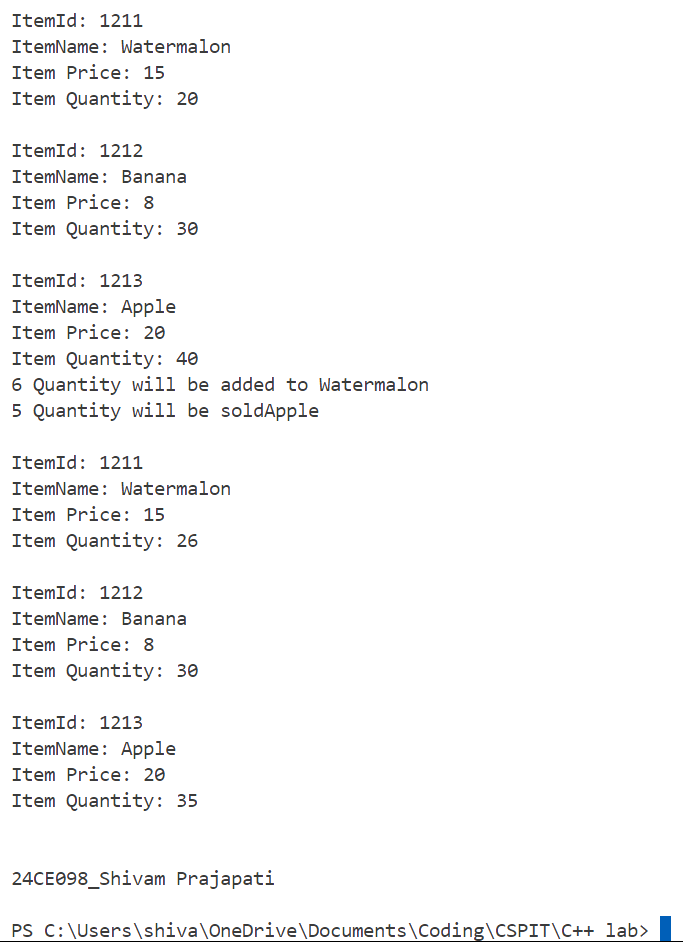 ItemId: 1211
ItemName: Watermalon
Item Price: 15
Item Quantity: 20
ItemId: 1212
ItemName: Banana
Item Price: 8
Item Quantity: 30
ItemId: 1213
ItemName: Apple
Item Price: 20
Item Quantity: 40
6 Quantity will be added to Watermalon
5 Quantity will be soldApple
ItemId: 1211
ItemName: Watermalon
Item Price: 15
Item Quantity: 26
ItemId: 1212
ItemName: Banana
Item Price: 8
Item Quantity: 30
ItemId: 1213
ItemName: Apple
Item Price: 20
Item Quantity: 35
24CE098_Shivam Prajapati
PS C:\Users\shiva\OneDrive\Documents\Coding\CSPIT\C++ lab>